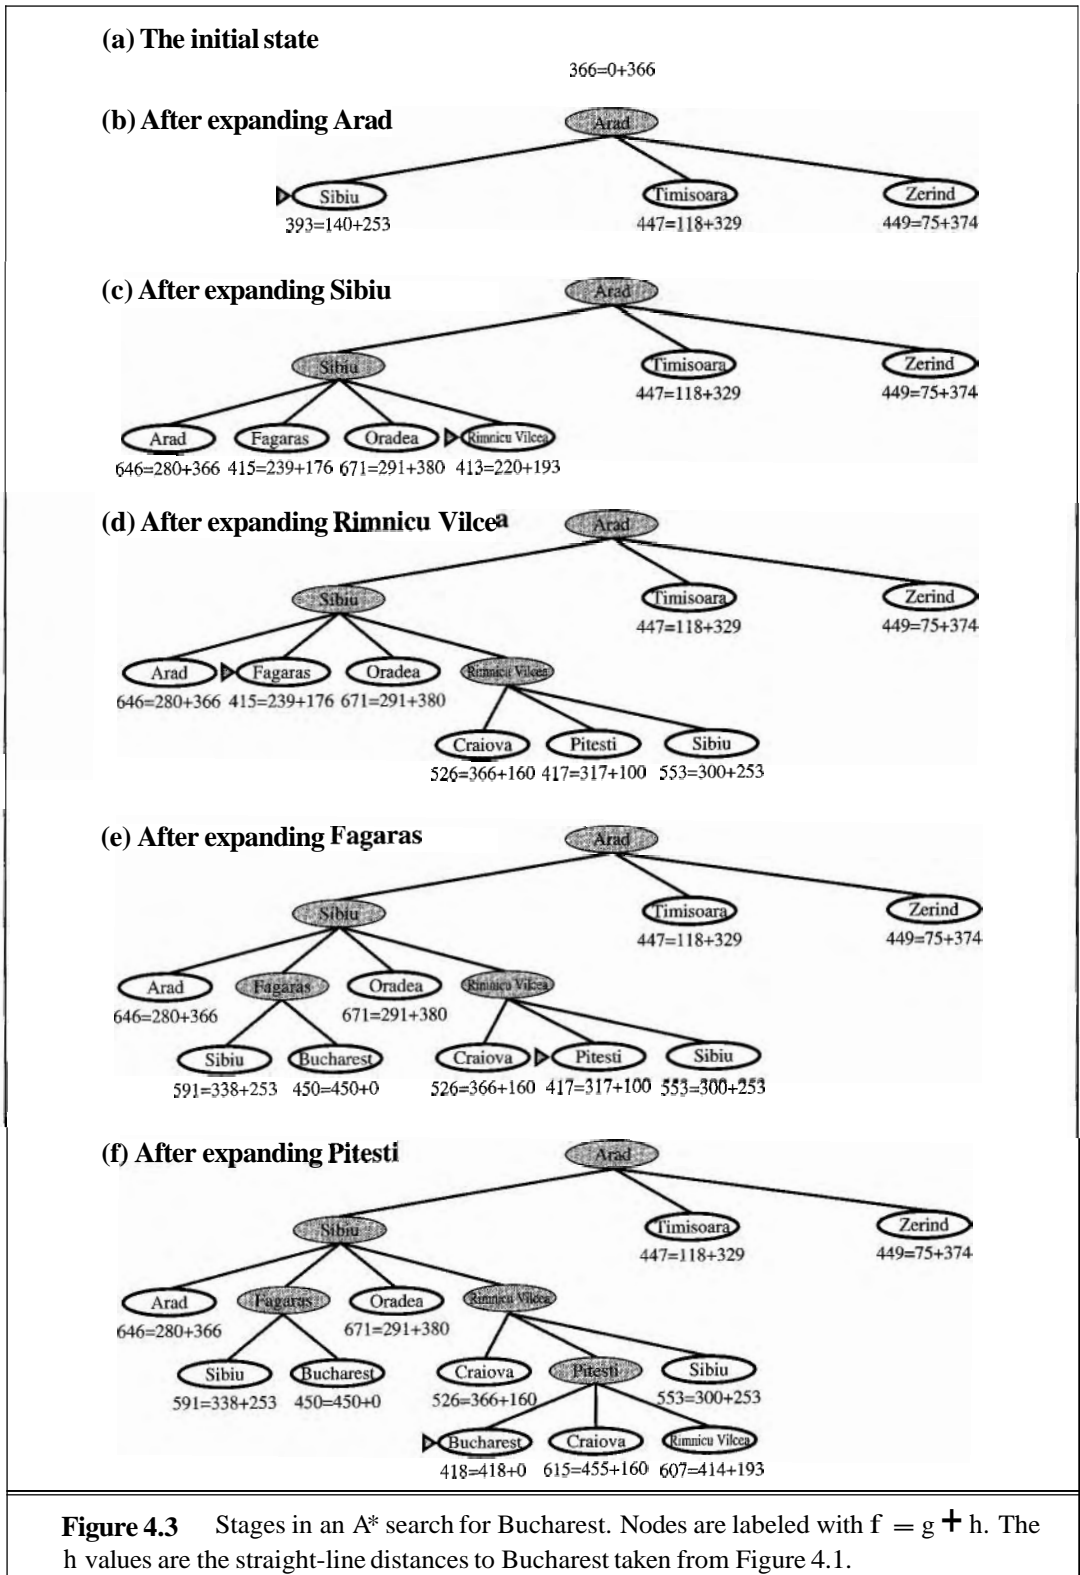 (a) The initial state
366=0+366
(b) After expanding Arad
Arad
Sibiu Timisoara Zerind
393=140+253 447=118+329 449=75+374
(c) After expanding Sibiu
Arad
Sibiu Timisoara Zerind
447=118+329 449=75+374
Arad Fagaras Oradea Rimnicu Vilcea
646=280+366 415=239+176 671=291+380 413=220+193
(d) After expanding Rimnicu Vilcea
Arad
Sibiu Timisoara Zerind
447=118+329 449=75+374
Arad Fagaras Oradea Rimnicu Vilcea
646=280+366 415=239+176 671=291+380
Craiova Pitesti Sibiu
526=366+160 417=317+100 553=300+253
(e) After expanding Fagaras
Arad
Sibiu Timisoara Zerind
447=118+329 449=75+374
Arad Fagaras Oradea Rimnicu Vilcea
646=280+366 671=291+380
Sibiu Bucharest Craiova Pitesti Sibiu
591=338+253 450=450+0 526=366+160 417=317+100 553=300+253
(f) After expanding Pitesti
Arad
Sibiu Timisoara Zerind
447=118+329 449=75+374
Arad Fagaras Oradea Rimnicu Vilcea
646=280+366 671=291+380
Sibiu Bucharest Craiova Pitesti Sibiu
591=338+253 450=450+0 526=366+160 553=300+253
Bucharest Craiova Rimnicu Vilcea
418=418+0 615=455+160 607=414+193
Figure 4.3 Stages in an A* search for Bucharest. Nodes are labeled with f = g + h. The
h values are the straight-line distances to Bucharest taken from Figure 4.1.